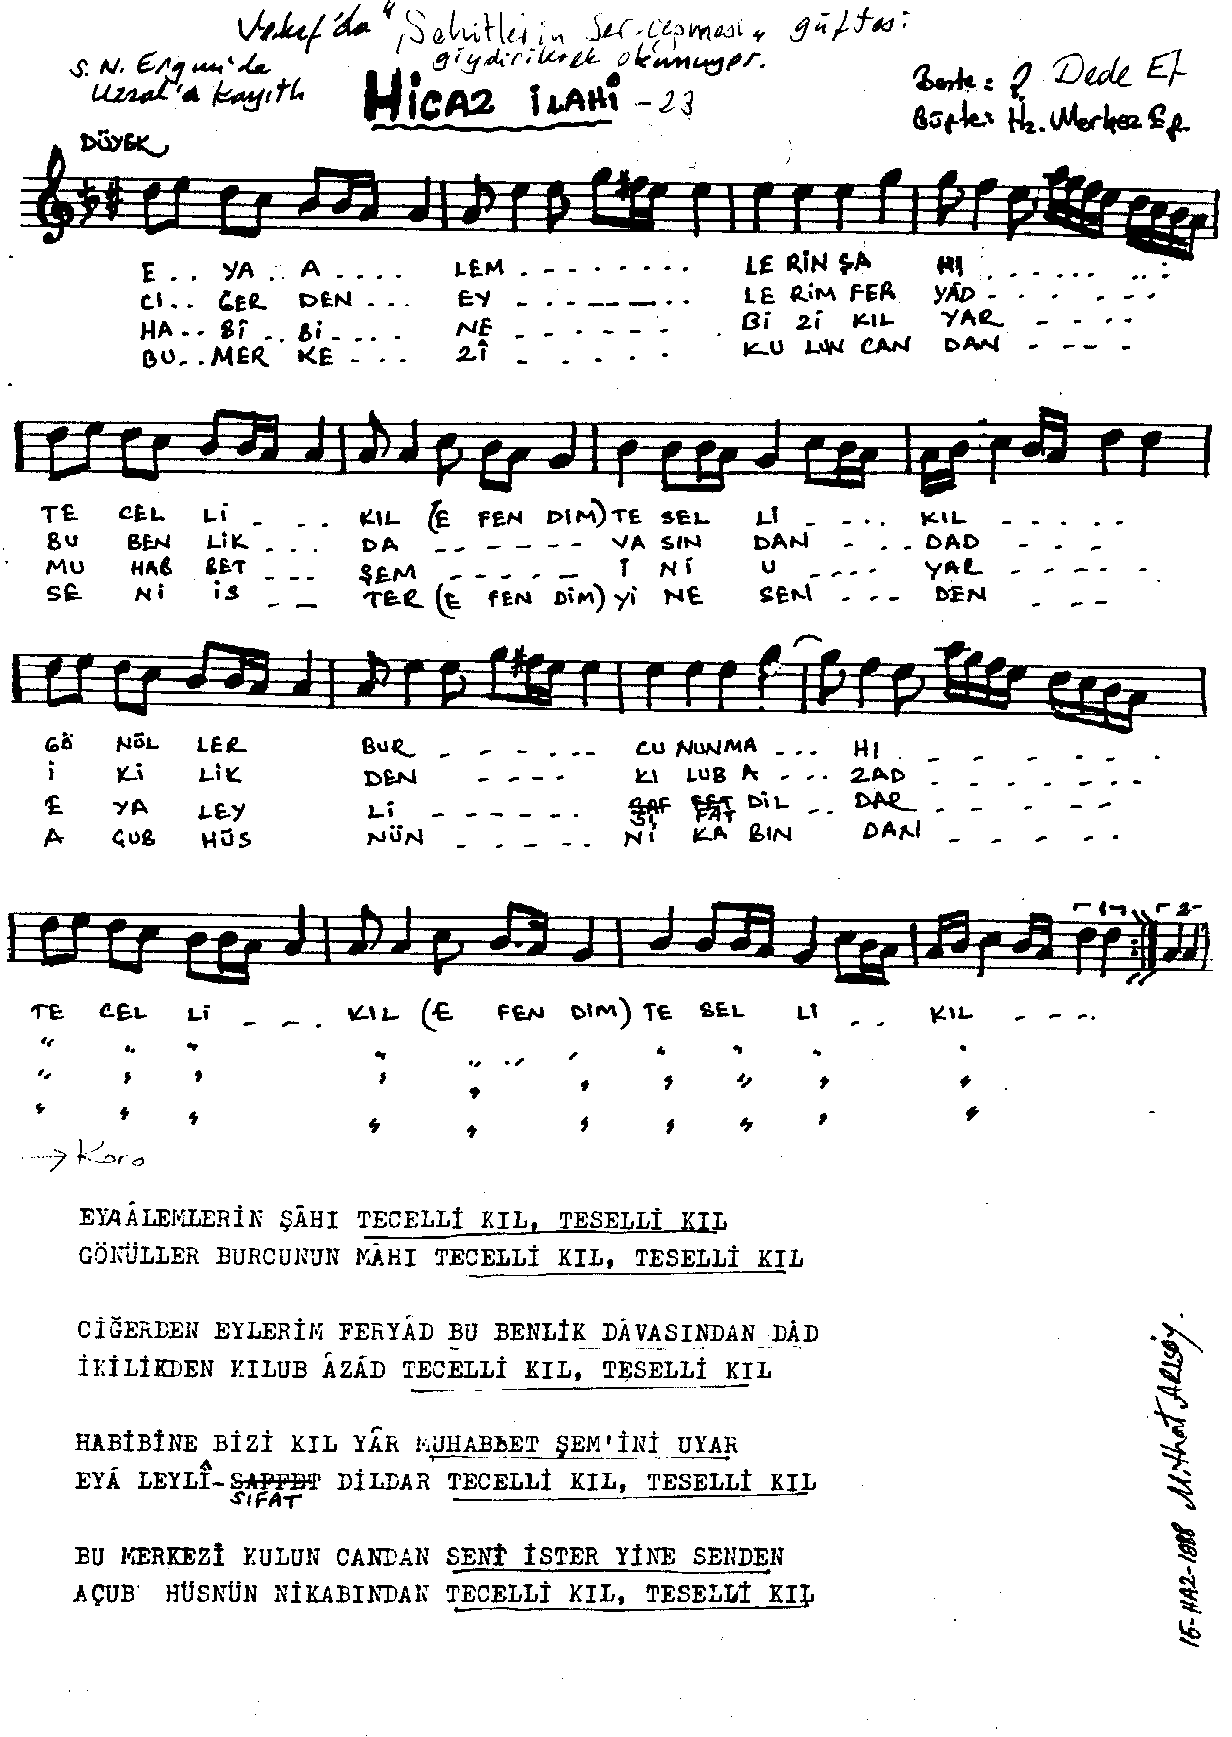 Vakıf'da "Şehitlerin Ser-çeşmesi" güftesi
giydirilerek okunuyor.
S. N. Ergun'da
Uzsal'a kayıtlı
HİCAZ İLAHİ - 23
Beste: ? Dede Ef
Güfte: Hz. Merkez Ef.
DÜYEK
E.. YA.. A.... LEM - - - - - - - - LE RİN ŞA HI - - - - - -
Cİ.. ĞER DEN... EY - - - - - - - LE RİM FER YÂD - - - - - -
HA.. Bİ.. Bİ..... NE - - - - - - - Bİ Zİ KIL YAR - - - -
BU.. MER KE.... Zİ - - - - - - KU LUN CAN DAN - - - -
TE CEL Lİ - - - KIL (E FEN DİM) TE SEL Lİ - - - - KIL - - - - -
BU BEN LİK - - - DA - - - - - - VA SIN DAN - - - DAD - - - -
MU HAB BET - - - ŞEM - - - - - - İ Nİ U - - - - YAR - - - - -
SE Nİ İS - - TER (E FEN DİM) Yİ NE SEN - - - DEN - - - -
GÖ NÜL LER BUR - - - - - - CU NUN MA - - - HI - - - - - -
İ Kİ LİK DEN - - - - KI LUB A - - - ZAD - - - - - -
E YA LEY Lİ - - - - - - SAF FET DİL - - DAR - - - - - -
SI FAT
A ÇUB HÜS NÜN - - - - - Nİ KA BIN DAN - - - - -
1 2
TE CEL Lİ - - - KIL (E FEN DİM) TE SEL Lİ - - KIL - - - -
" " " " " " " " " " "
" " " " " " " " " " "
" " " " " " " " " " "
→ Koro
EYAÂLEMLERİN ŞÂHI TECELLİ KIL, TESELLİ KIL
GÖNÜLLER BURCUNUN MÂHI TECELLİ KIL, TESELLİ KIL
CİĞERDEN EYLERİM FERYÂD BU BENLİK DÂVASINDAN DÂD
İKİLİKDEN KILUB ÂZÂD TECELLİ KIL, TESELLİ KIL
HABİBİNE BİZİ KIL YÂR MUHABBET ŞEM'İNİ UYAR
EYÂ LEYLÎ- SAFFET DİLDAR TECELLİ KIL, TESELLİ KIL
SIFAT
BU MERKEZİ KULUN CANDAN SENİ İSTER YİNE SENDEN
AÇUB HÜSNÜN NİKABINDAN TECELLİ KIL, TESELLİ KIL
15-HAZ-1988 Mithat ARISOY.